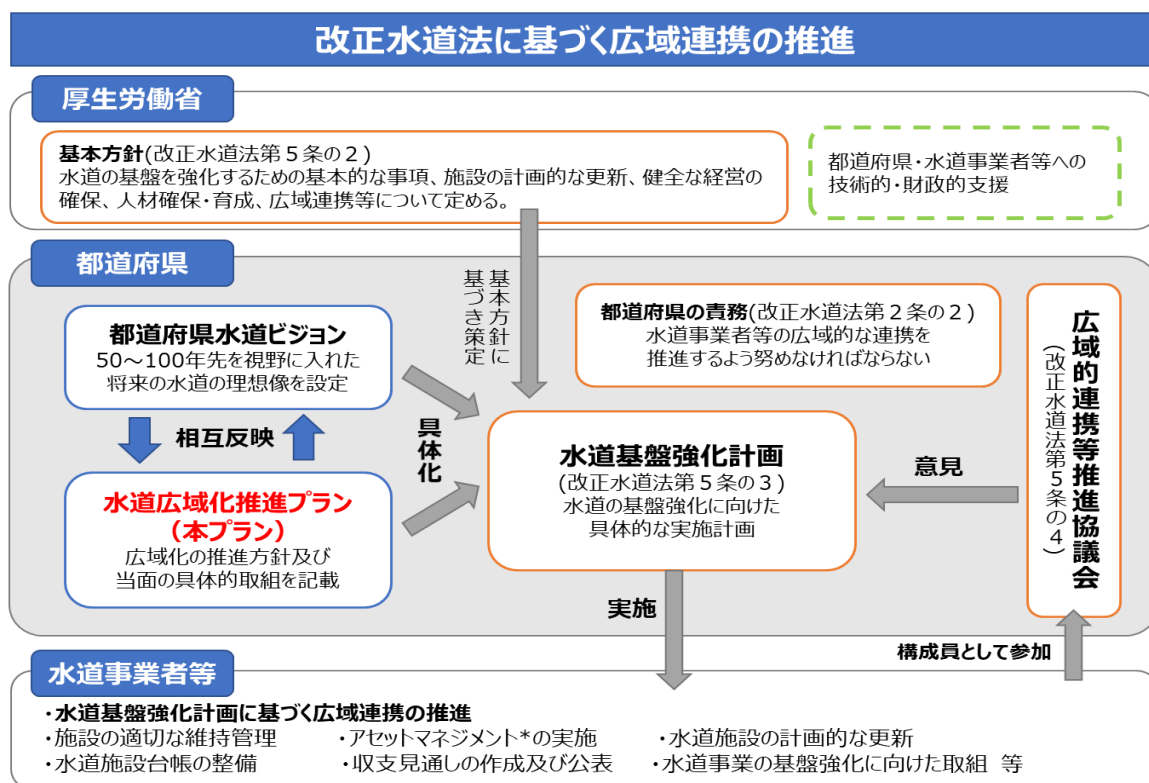 改正水道法に基づく広域連携の推進
厚生労働省
基本方針(改正水道法第5条の2)
水道の基盤を強化するための基本的な事項、施設の計画的な更新、健全な経営の
確保、人材確保・育成、広域連携等について定める。
都道府県・水道事業者等への
技術的・財政的支援
都道府県
基本方針に
基づき策定
都道府県水道ビジョン
50～100年先を視野に入れた
将来の水道の理想像を設定
都道府県の責務(改正水道法第2条の2)
水道事業者等の広域的な連携を
推進するよう努めなければならない
相互反映
具体化
水道広域化推進プラン
（本プラン）
広域化の推進方針及び
当面の具体的取組を記載
水道基盤強化計画
(改正水道法第5条の3)
水道の基盤強化に向けた
具体的な実施計画
意見
広域的連携等推進協議会
（改正水道法第5条の4）
実施
構成員として参加
水道事業者等
・水道基盤強化計画に基づく広域連携の推進
・施設の適切な維持管理 ・アセットマネジメント*の実施 ・水道施設の計画的な更新
・水道施設台帳の整備 ・収支見通しの作成及び公表 ・水道事業の基盤強化に向けた取組 等